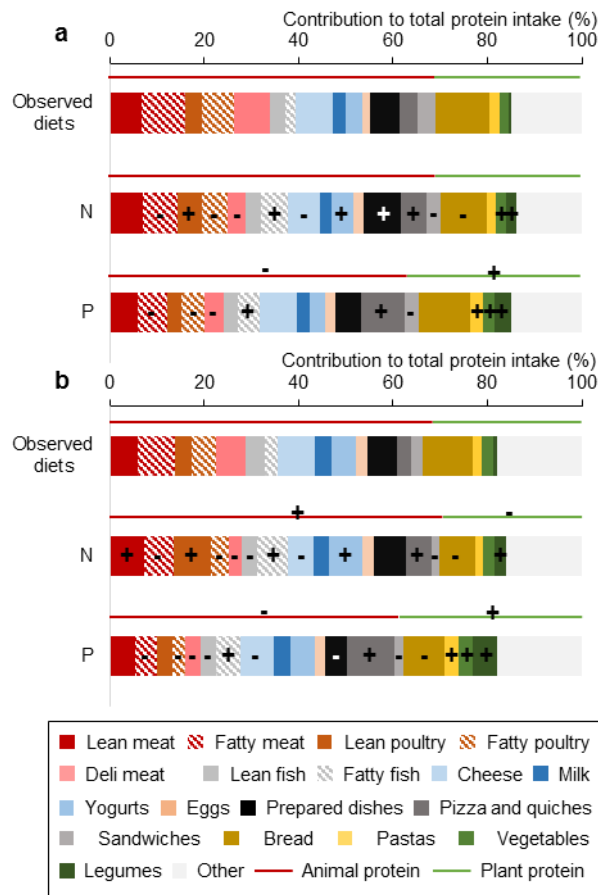 Contribution to total protein intake (%)
a
0 20 40 60 80 100
Observed
diets
N
- + - - + - + + + - - + +
- +
P
- - - + + - + + +
Contribution to total protein intake (%)
b
0 20 40 60 80 100
Observed
diets
+ -
N
+ - + - - - + - + + - - +
- +
P
- - - - + - - + - - + + +
Lean meat Fatty meat Lean poultry Fatty poultry
Deli meat Lean fish Fatty fish Cheese Milk
Yogurts Eggs Prepared dishes Pizza and quiches
Sandwiches Bread Pastas Vegetables
Legumes Other Animal protein Plant protein